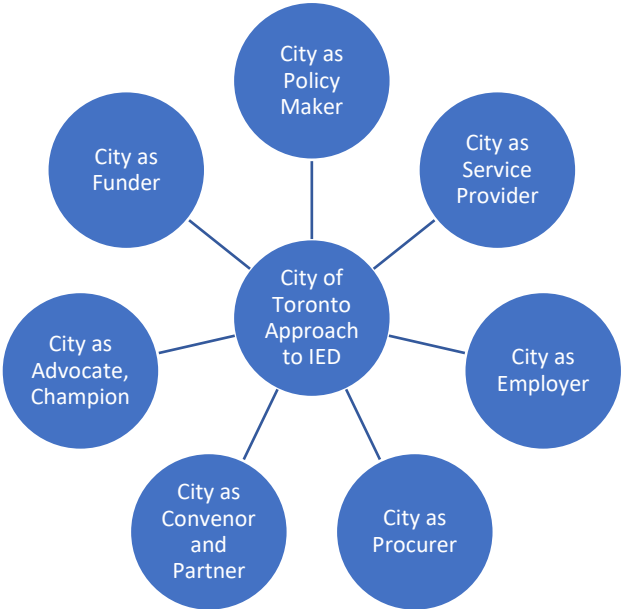 City as
Policy
Maker
City as
Service
Provider
City as
Employer
City as
Procurer
City as
Convenor
and
Partner
City as
Advocate,
Champion
City as
Funder
City of
Toronto
Approach
to IED